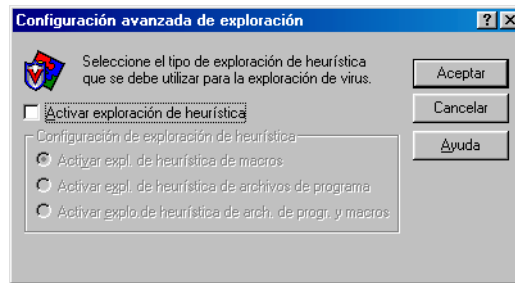 Configuración avanzada de exploración
Seleccione el tipo de exploración de heurística
que se debe utilizar para la exploración de virus.
Aceptar
Activar exploración de heurística
Cancelar
Configuración de exploración de heurística
Ayuda
Activar expl. de heurística de macros
Activar expl. de heurística de archivos de programa
Activar explo.de heurística de arch. de progr. y macros